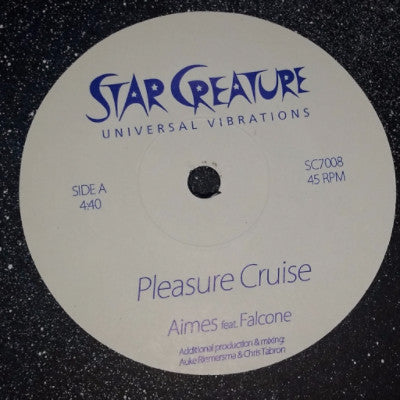 STAR CREATURE
UNIVERSAL VIBRATIONS
SIDE A
4:40
SC7008
45 RPM
Pleasure Cruise
Aimes feat. Falcone
Additional production & mixing:
Auke Riemersma & Chris Tabron